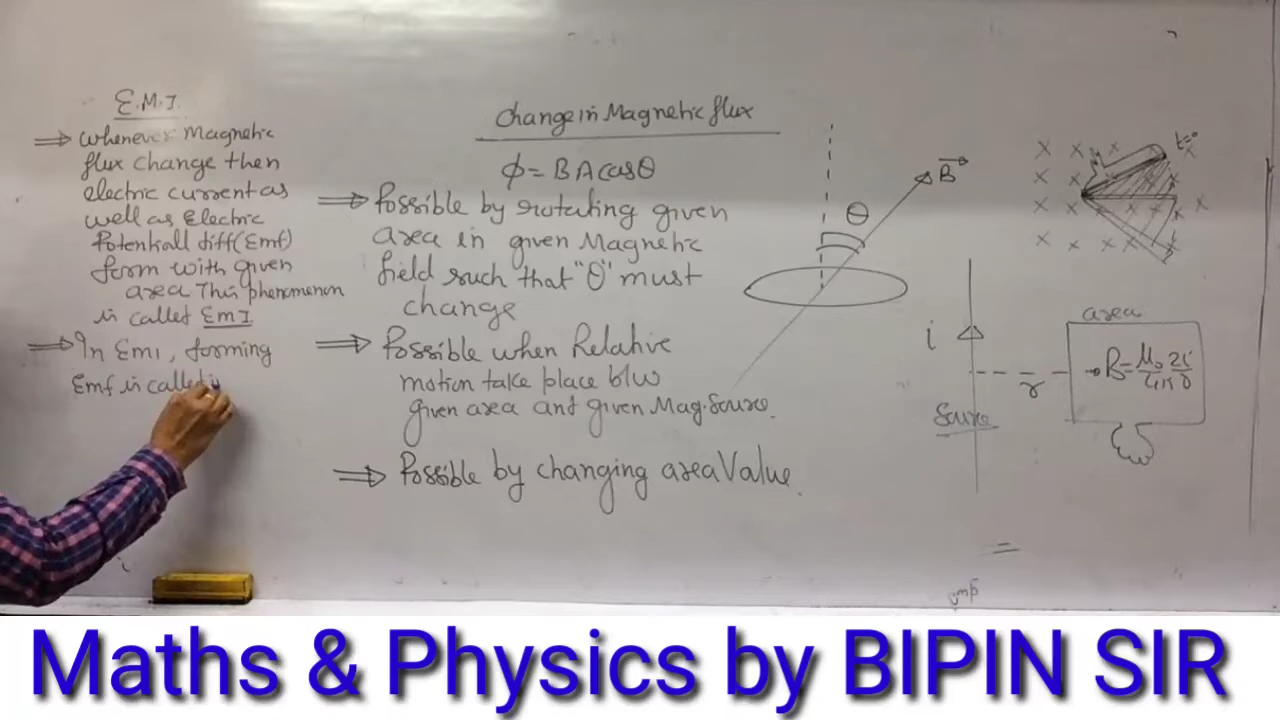 E.M.I.
⇒ Whenever Magnetic
flux change then
electric current as
well as Electric
Potentiall diff(Emf)
form with given
area This phenomenon
is called EmI.
⇒ In EmI, forming
Emf is called
Change in Magnetic flux
ϕ = BAcosθ
⇒ Possible by rotating given
area in given Magnetic
field such that "θ" must
change
⇒ Possible when Relative
motion take place b/w
given area and given Mag. Source.
⇒ Possible by changing area Value.
θ
B
t=0
i
Source
r
area
B = μ₀ 2i / 4π r
Maths & Physics by BIPIN SIR